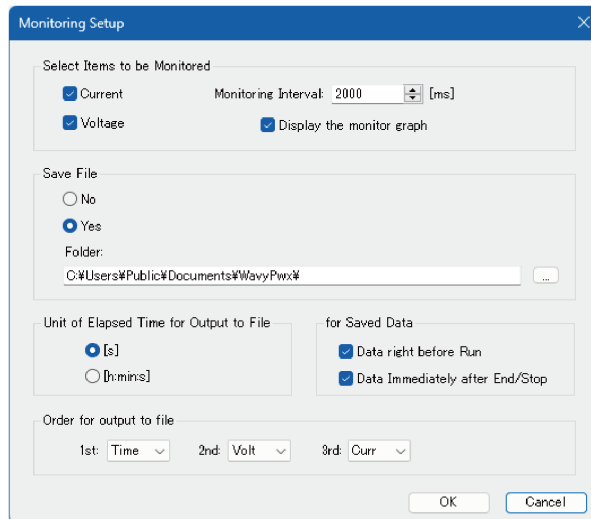 Monitoring Setup
Select Items to be Monitored
Current Monitoring Interval: 2000 [ms]
Voltage Display the monitor graph
Save File
No
Yes
Folder:
C:¥Users¥Public¥Documents¥WavyPwx¥ ...
Unit of Elapsed Time for Output to File
[s]
[h:min:s]
for Saved Data
Data right before Run
Data Immediately after End/Stop
Order for output to file
1st: Time 2nd: Volt 3rd: Curr
OK Cancel